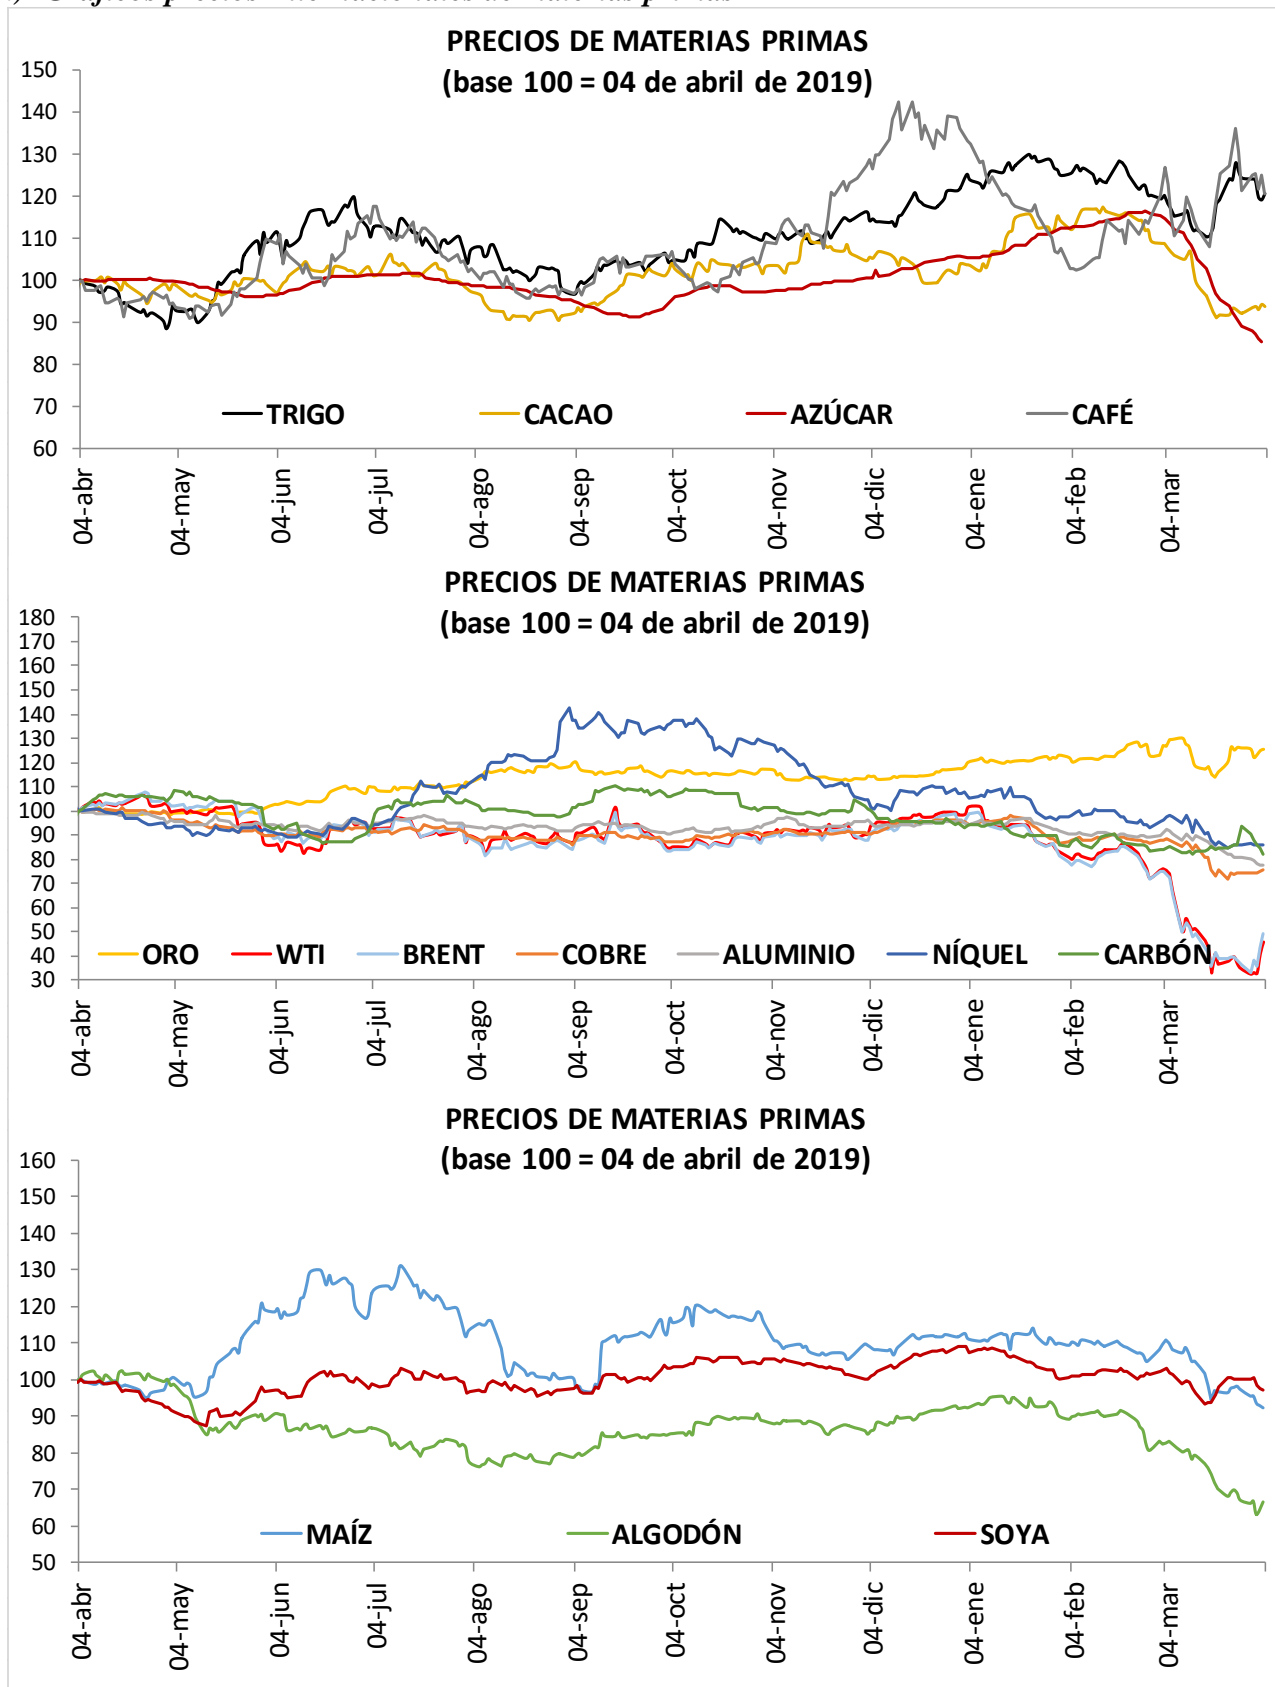 Gráficos precios internacionales de materias primas
PRECIOS DE MATERIAS PRIMAS
(base 100 = 04 de abril de 2019)
150
140
130
120
110
100
90
80
70
60
TRIGO CACAO AZÚCAR CAFÉ
04-abr 04-may 04-jun 04-jul 04-ago 04-sep 04-oct 04-nov 04-dic 04-ene 04-feb 04-mar
PRECIOS DE MATERIAS PRIMAS
(base 100 = 04 de abril de 2019)
180
170
160
150
140
130
120
110
100
90
80
70
60
50
40
30
ORO WTI BRENT COBRE ALUMINIO NÍQUEL CARBÓN
04-abr 04-may 04-jun 04-jul 04-ago 04-sep 04-oct 04-nov 04-dic 04-ene 04-feb 04-mar
PRECIOS DE MATERIAS PRIMAS
(base 100 = 04 de abril de 2019)
160
150
140
130
120
110
100
90
80
70
60
50
MAÍZ ALGODÓN SOYA
04-abr 04-may 04-jun 04-jul 04-ago 04-sep 04-oct 04-nov 04-dic 04-ene 04-feb 04-mar